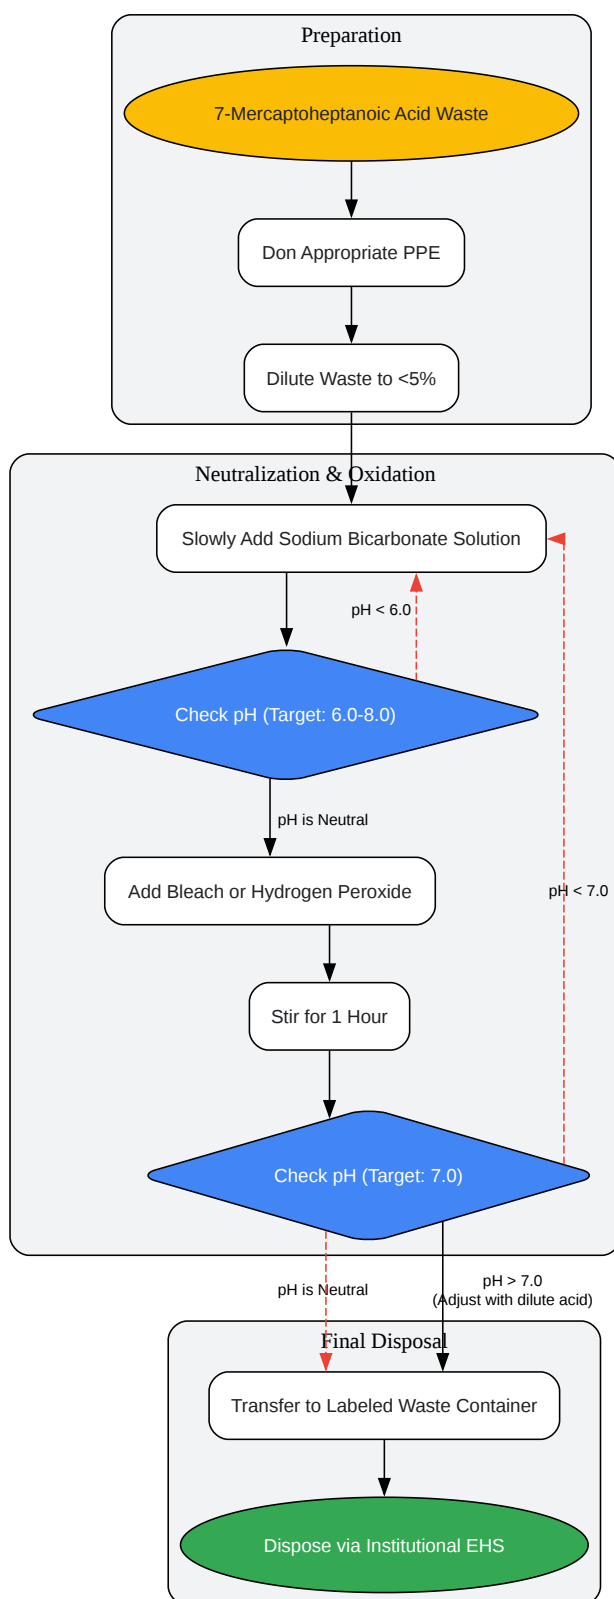 Preparation
7-Mercaptoheptanoic Acid Waste
Don Appropriate PPE
Dilute Waste to <5%
Neutralization & Oxidation
Slowly Add Sodium Bicarbonate Solution
pH < 6.0
Check pH (Target: 6.0-8.0)
pH is Neutral
Add Bleach or Hydrogen Peroxide
pH < 7.0
Stir for 1 Hour
Check pH (Target: 7.0)
pH is Neutral
pH > 7.0
(Adjust with dilute acid)
Final Disposal
Transfer to Labeled Waste Container
Dispose via Institutional EHS